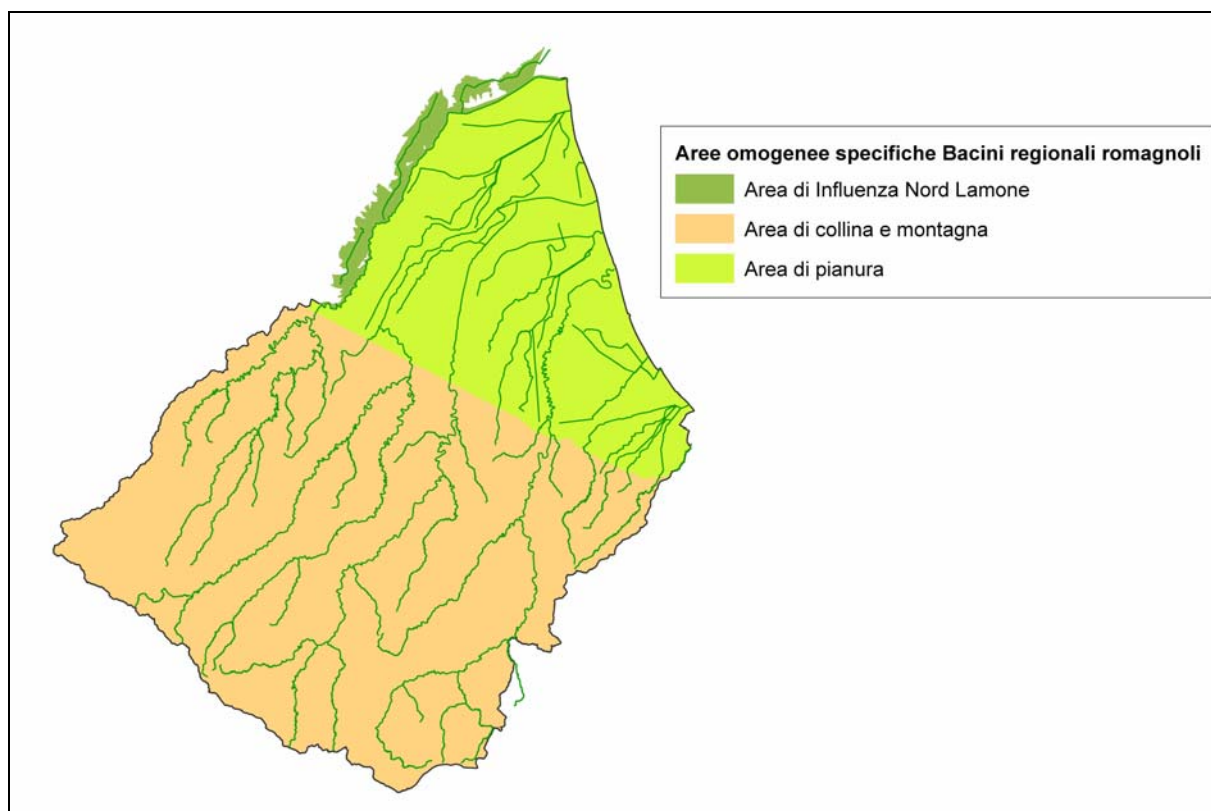 Aree omogenee specifiche Bacini regionali romagnoli
Area di Influenza Nord Lamone
Area di collina e montagna
Area di pianura